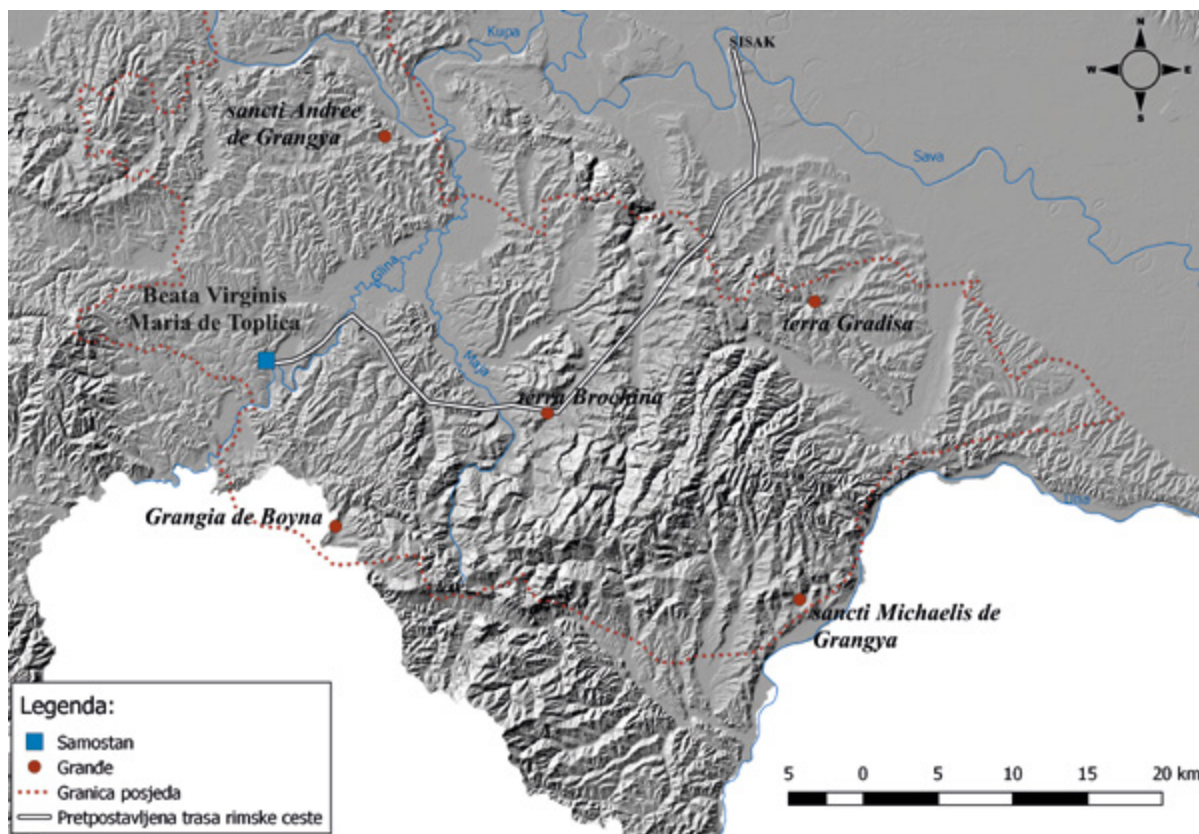 Kupa
SISAK
N
W
E
S
sancti Andree
de Grangya
Sava
Glina
Beata Virginis
Maria de Toplica
terra Gradisa
Maja
terra Brochina
Grangia de Boyna
Una
sancti Michaelis de
Grangya
Legenda:
Samostan
Granđe
Granica posjeda
Pretpostavljena trasa rimske ceste
5 0 5 10 15 20 km